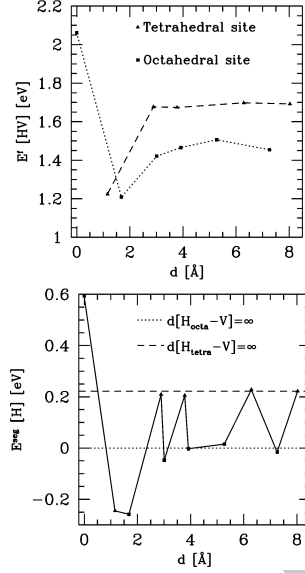 2.2
Tetrahedral site
2
Octahedral site
1.8
1.6
1.4
1.2
1
E^f [HV] [eV]
0 2 4 6 8
d [Å]
0.6
d[H_octa−V]=∞
0.4
d[H_tetra−V]=∞
0.2
0
−0.2
E^seg [H] [eV]
0 2 4 6 8
d [Å]